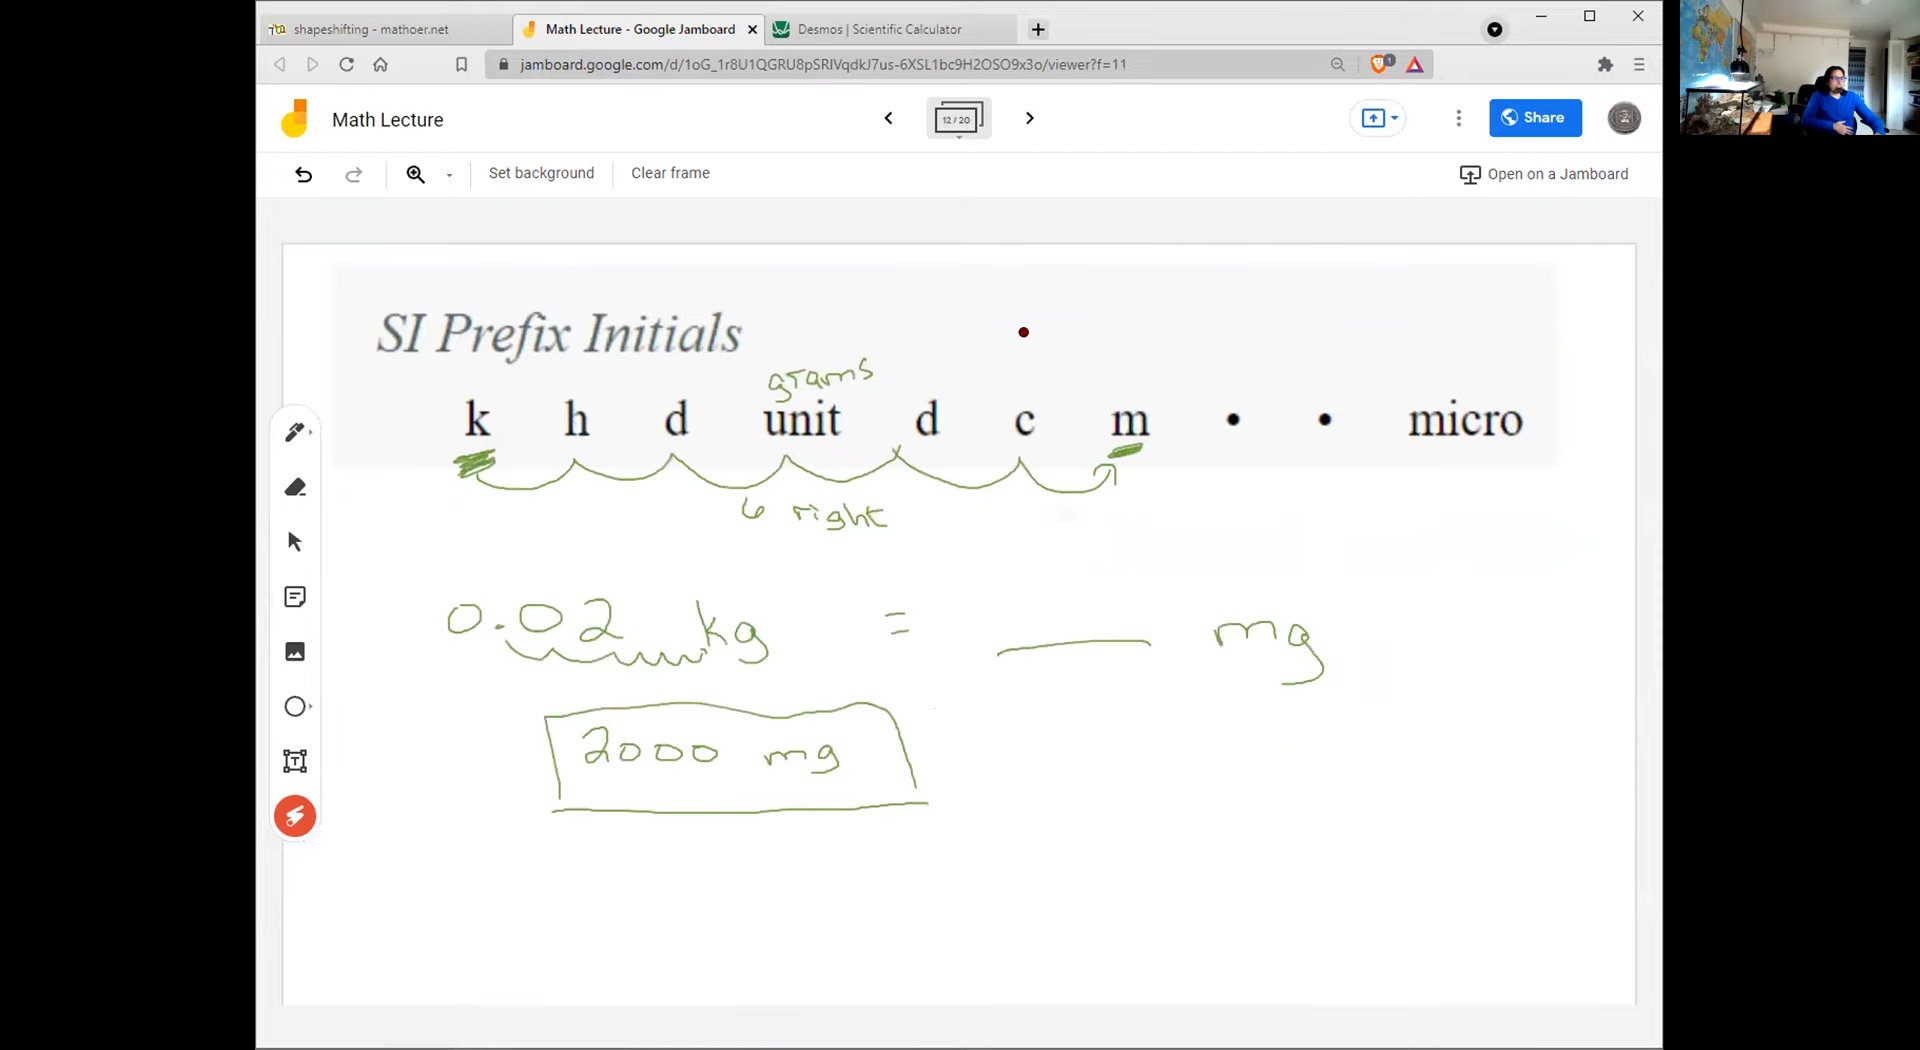 shapeshifting - mathoer.net
Math Lecture - Google Jamboard
Desmos | Scientific Calculator
jamboard.google.com/d/1oG_1r8U1QGRU8pSRIVqdkJ7us-6XSL1bc9H2OSO9x3o/viewer?f=11
1
Math Lecture
12 / 20
Share
Set background
Clear frame
Open on a Jamboard
SI Prefix Initials
grams
k h d unit d c m • • micro
6 right
0.02 kg = ___ mg
2000 mg